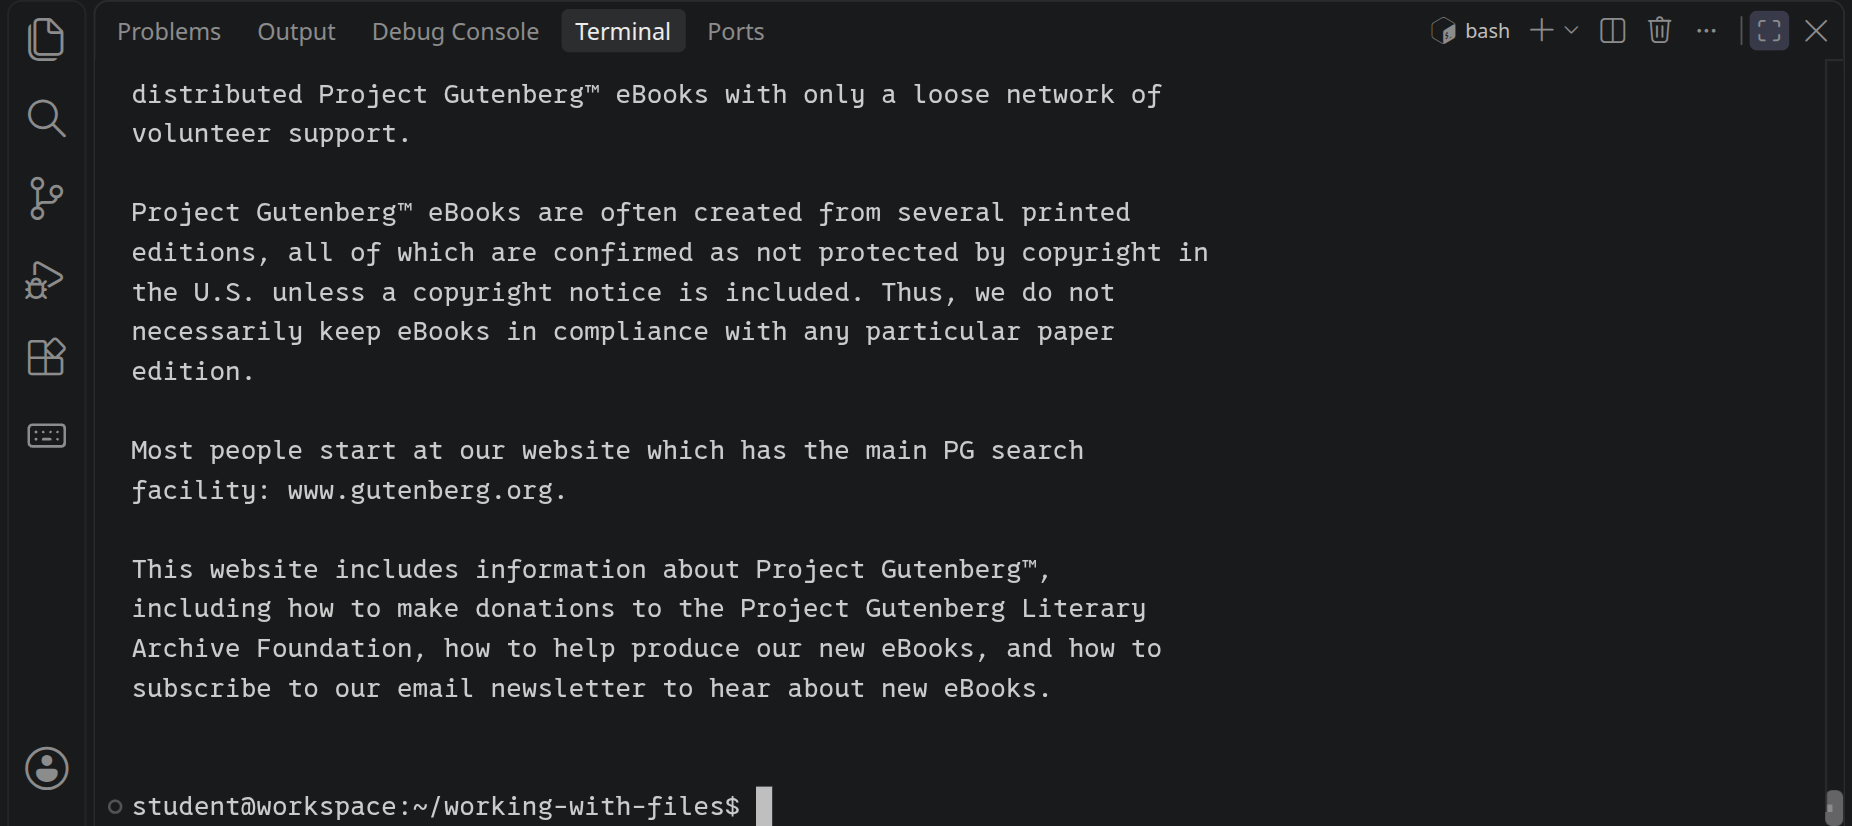 Problems Output Debug Console Terminal Ports bash
distributed Project Gutenberg™ eBooks with only a loose network of
volunteer support.
Project Gutenberg™ eBooks are often created from several printed
editions, all of which are confirmed as not protected by copyright in
the U.S. unless a copyright notice is included. Thus, we do not
necessarily keep eBooks in compliance with any particular paper
edition.
Most people start at our website which has the main PG search
facility: www.gutenberg.org.
This website includes information about Project Gutenberg™,
including how to make donations to the Project Gutenberg Literary
Archive Foundation, how to help produce our new eBooks, and how to
subscribe to our email newsletter to hear about new eBooks.
student@workspace:~/working-with-files$